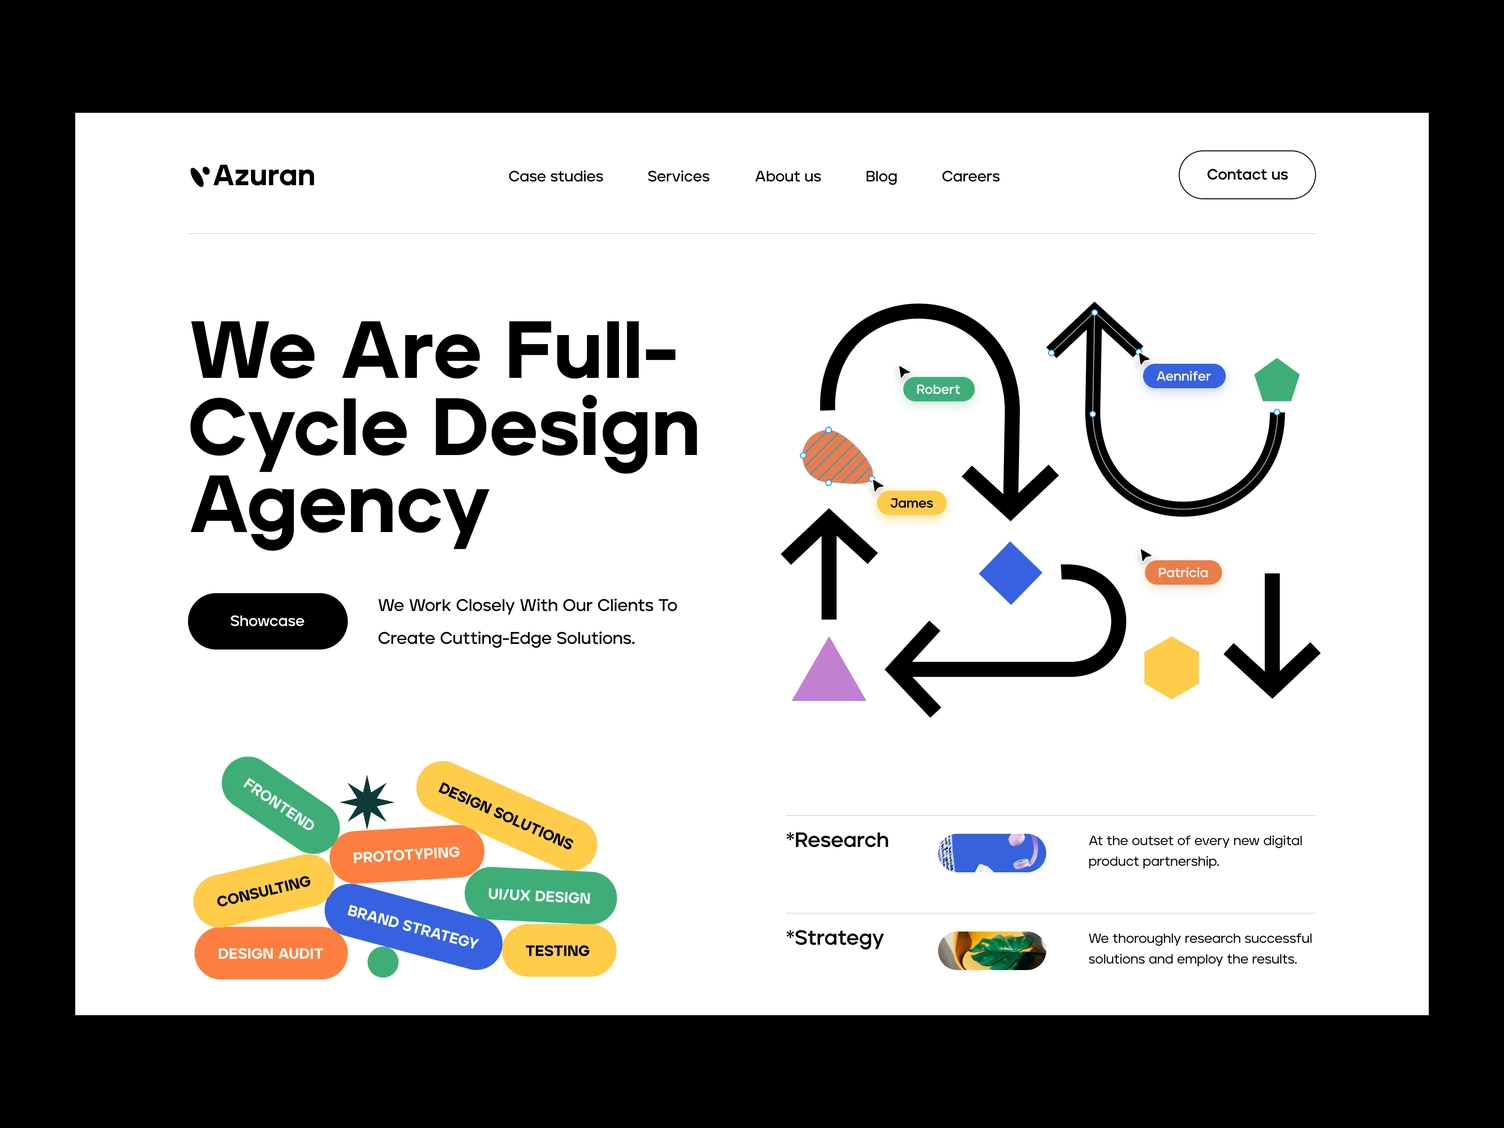 Azuran
Case studies
Services
About us
Blog
Careers
Contact us
We Are Full-
Cycle Design
Agency
Showcase
We Work Closely With Our Clients To
Create Cutting-Edge Solutions.
Robert
Aennifer
James
Patricia
FRONTEND
DESIGN SOLUTIONS
PROTOTYPING
CONSULTING
UI/UX DESIGN
BRAND STRATEGY
DESIGN AUDIT
TESTING
*Research
At the outset of every new digital
product partnership.
*Strategy
We thoroughly research successful
solutions and employ the results.